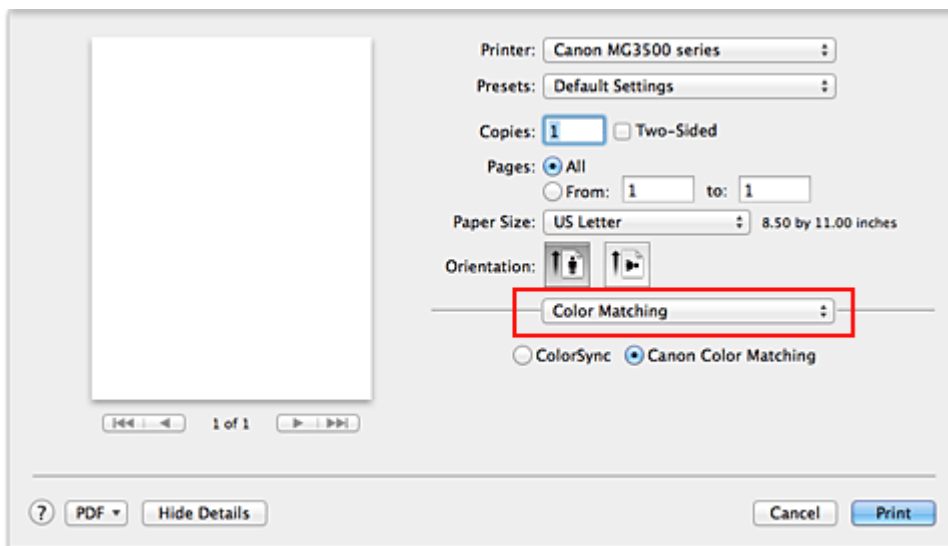 Printer: Canon MG3500 series
Presets: Default Settings
Copies: 1 Two-Sided
Pages: All
From: 1 to: 1
Paper Size: US Letter 8.50 by 11.00 inches
Orientation:
Color Matching
ColorSync Canon Color Matching
1 of 1
? PDF Hide Details Cancel Print